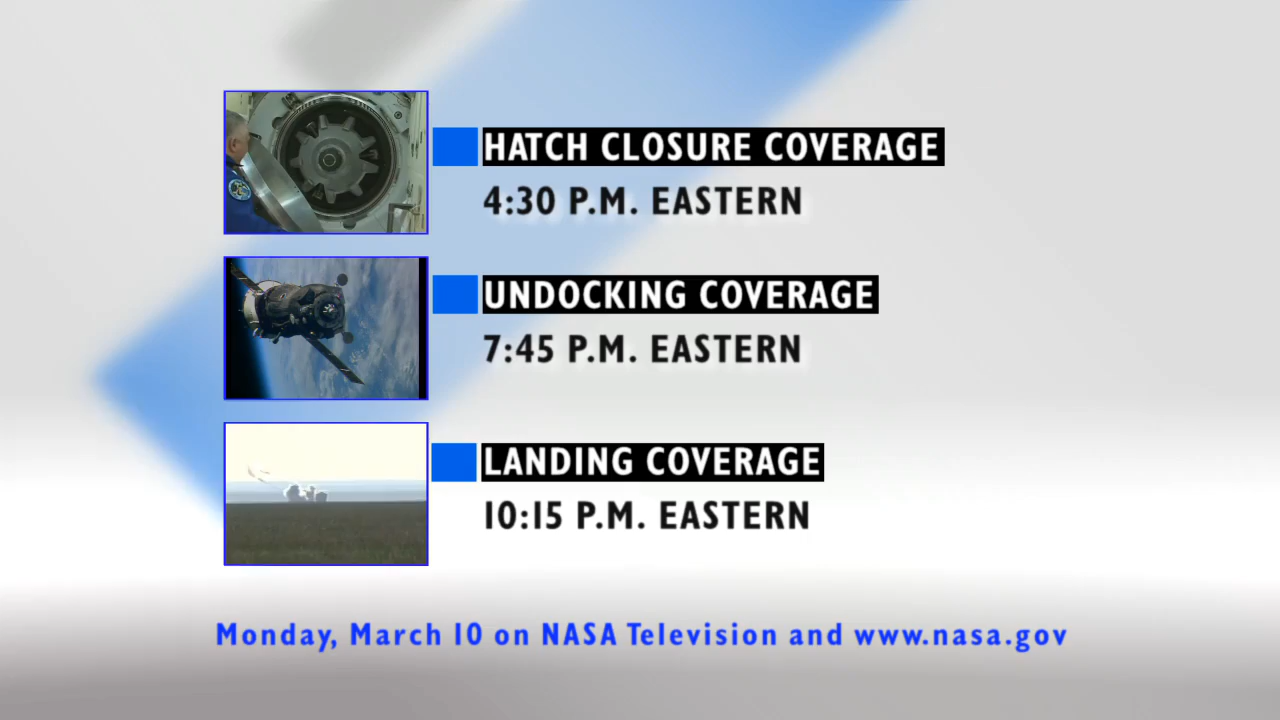 HATCH CLOSURE COVERAGE
4:30 P.M. EASTERN
UNDOCKING COVERAGE
7:45 P.M. EASTERN
LANDING COVERAGE
10:15 P.M. EASTERN
Monday, March 10 on NASA Television and www.nasa.gov